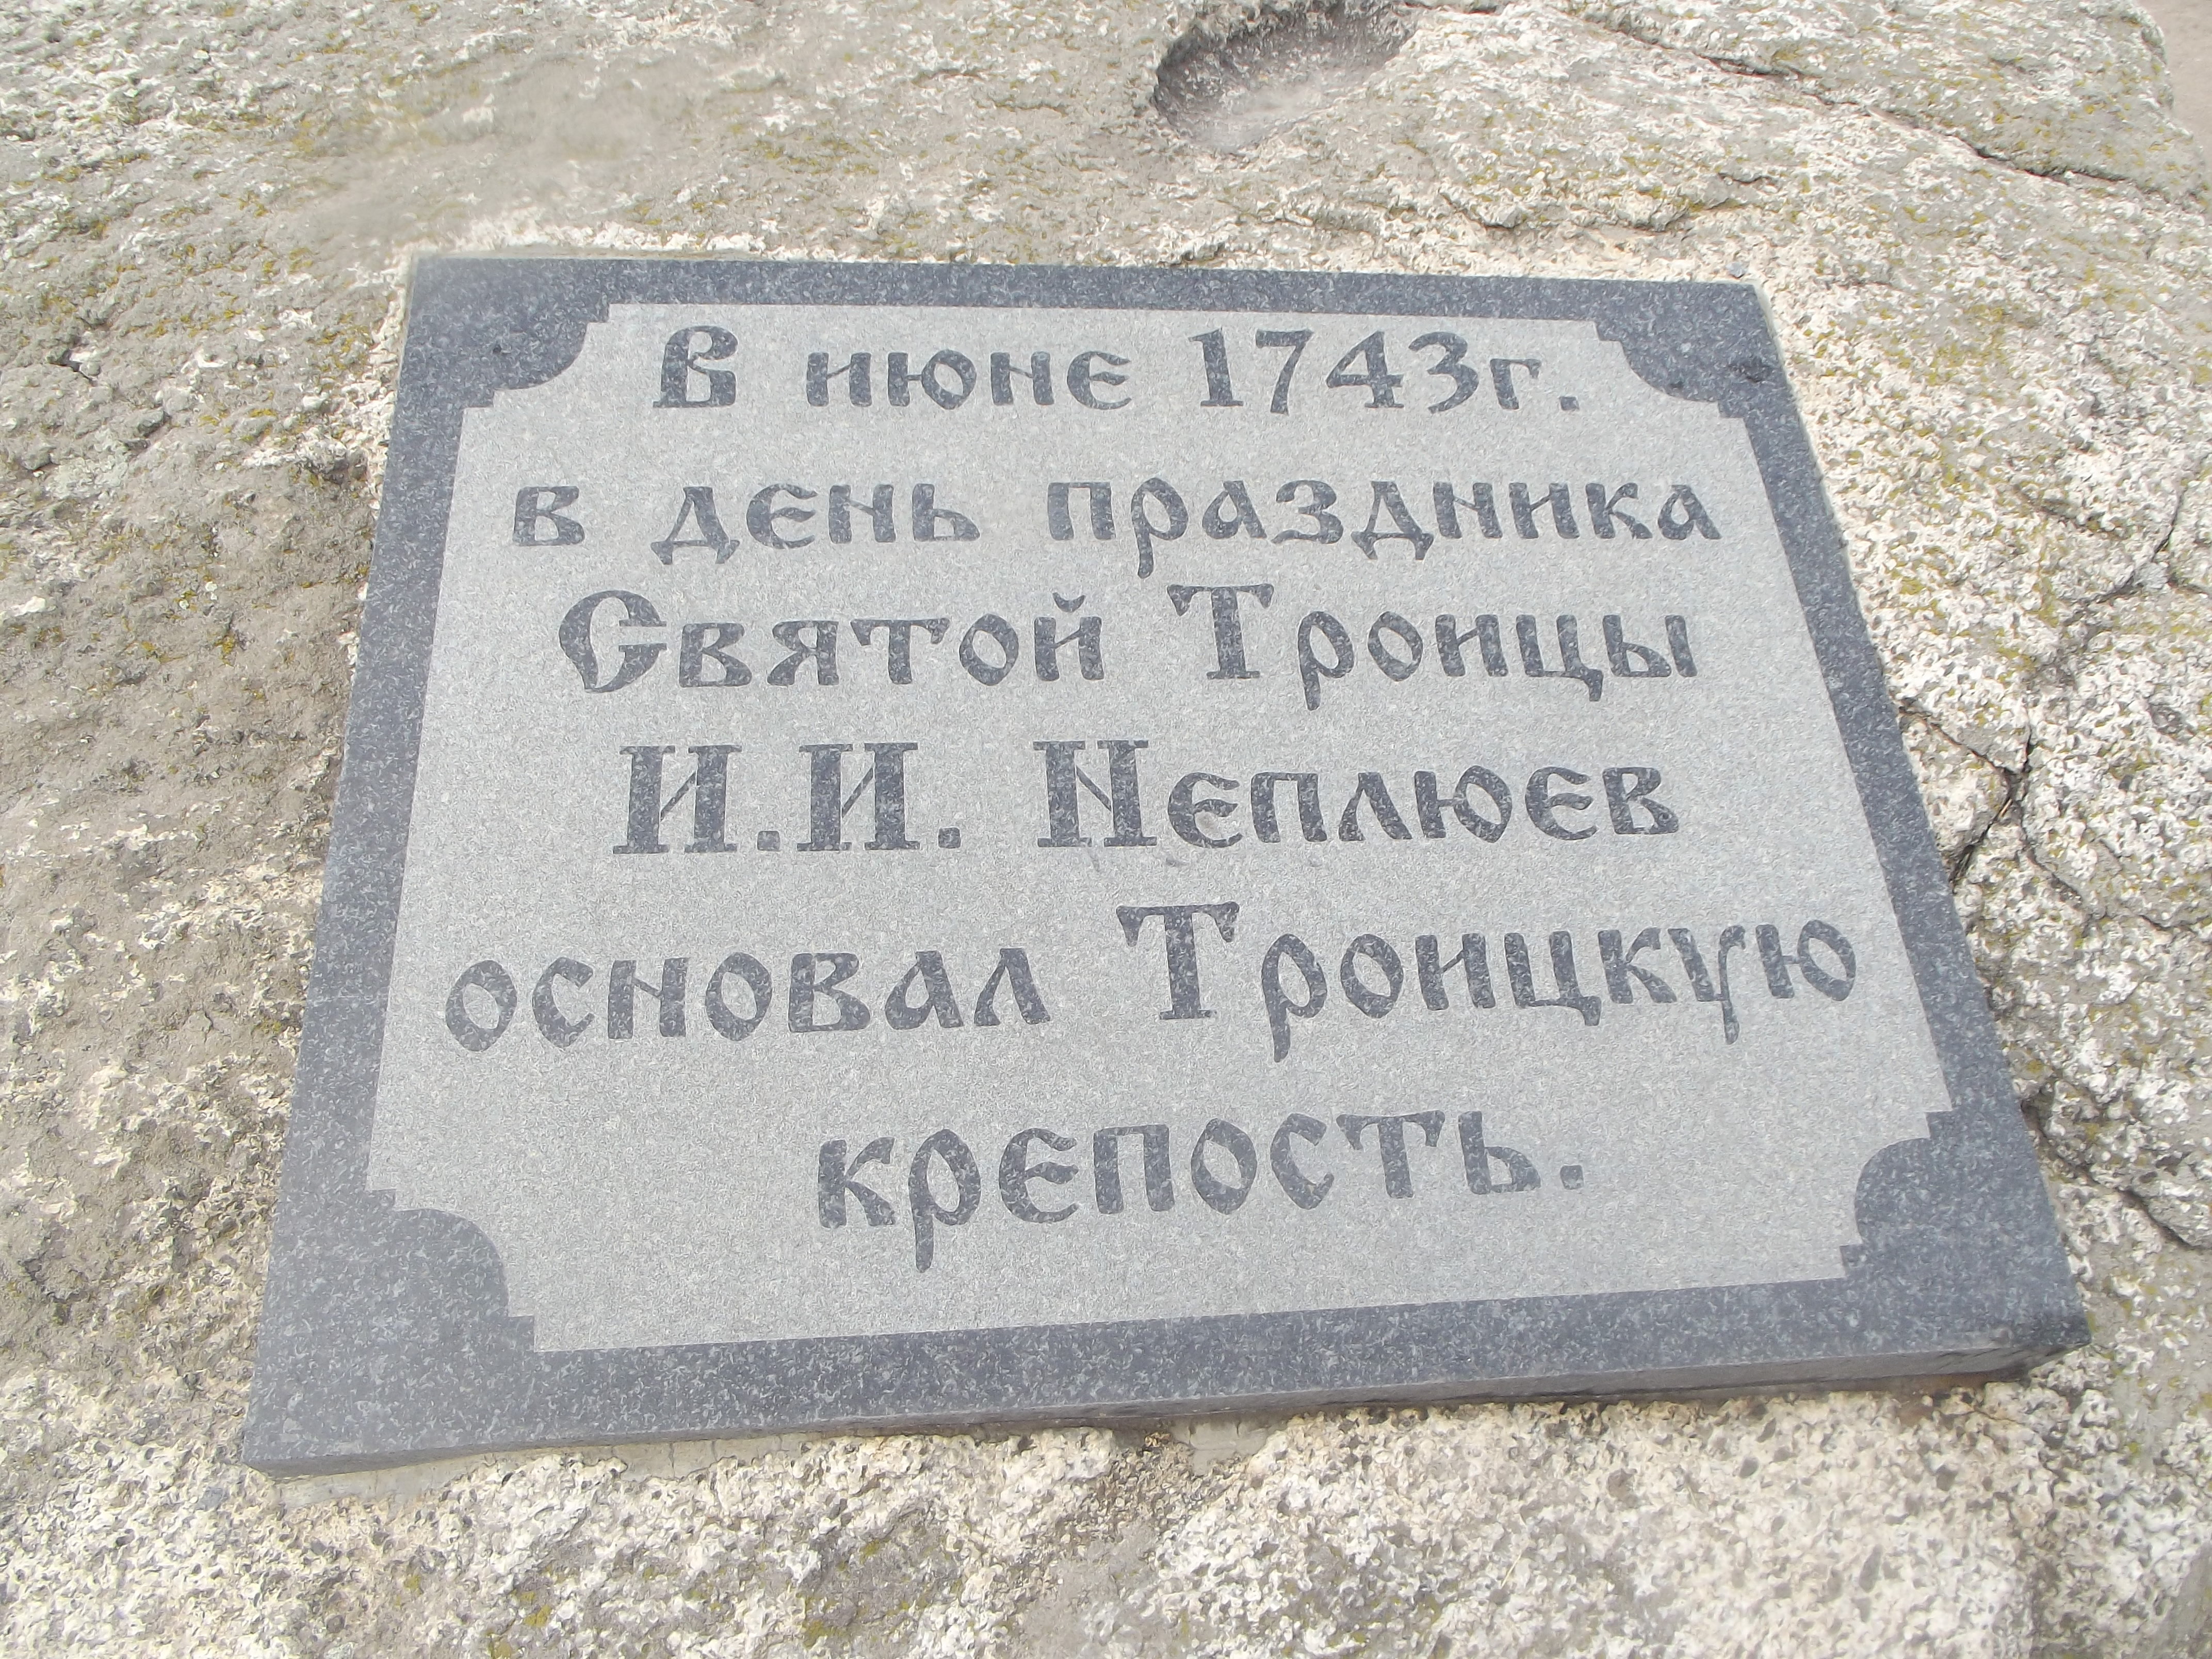 В июне 1743г.
в день праздника
Святой Троицы
И.И. Неплюев
основал Троицкую
крепость.